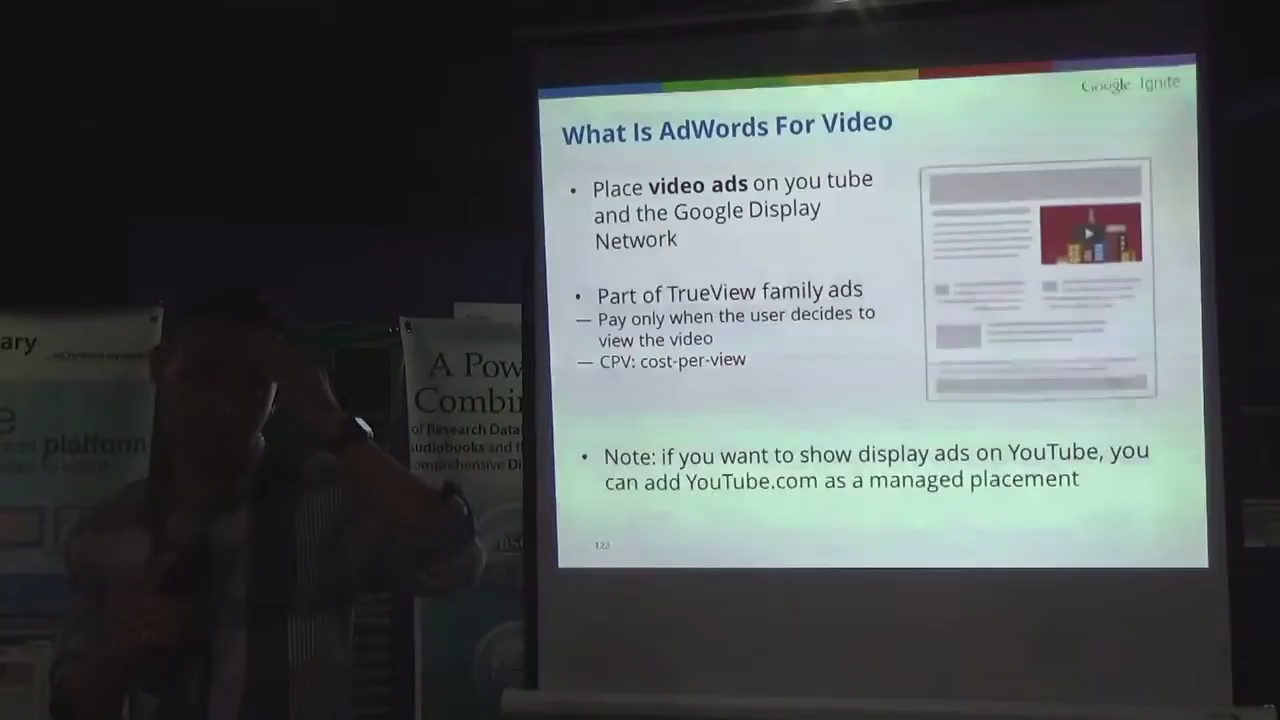 Google Ignite
What Is AdWords For Video
• Place video ads on you tube
and the Google Display
Network
• Part of TrueView family ads
— Pay only when the user decides to
view the video
— CPV: cost-per-view
• Note: if you want to show display ads on YouTube, you
can add YouTube.com as a managed placement
123
ary
e
platform
A Pow
Combi
of Research Data
udiobooks and t
mprehensive Di